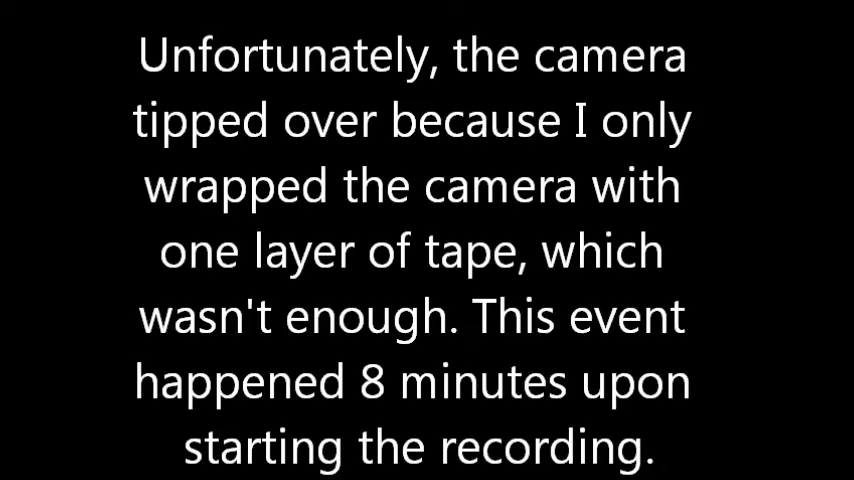 Unfortunately, the camera
tipped over because I only
wrapped the camera with
one layer of tape, which
wasn't enough. This event
happened 8 minutes upon
starting the recording.